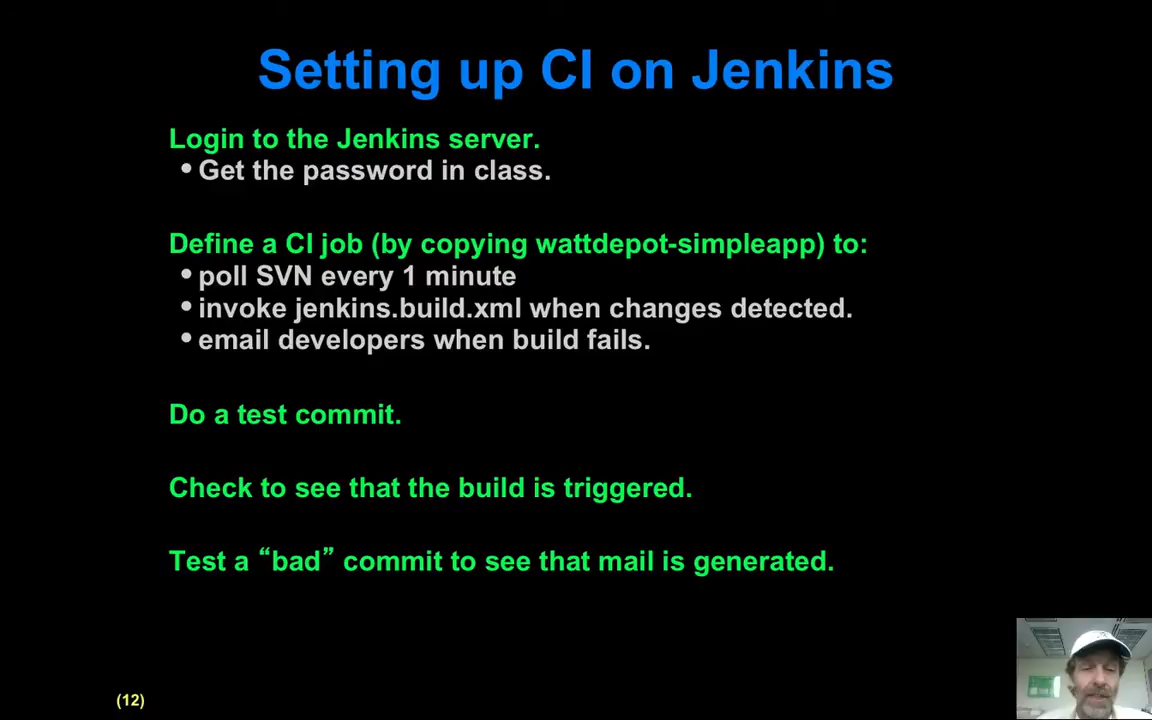 Setting up CI on Jenkins
Login to the Jenkins server.
• Get the password in class.
Define a CI job (by copying wattdepot-simpleapp) to:
• poll SVN every 1 minute
• invoke jenkins.build.xml when changes detected.
• email developers when build fails.
Do a test commit.
Check to see that the build is triggered.
Test a “bad” commit to see that mail is generated.
(12)